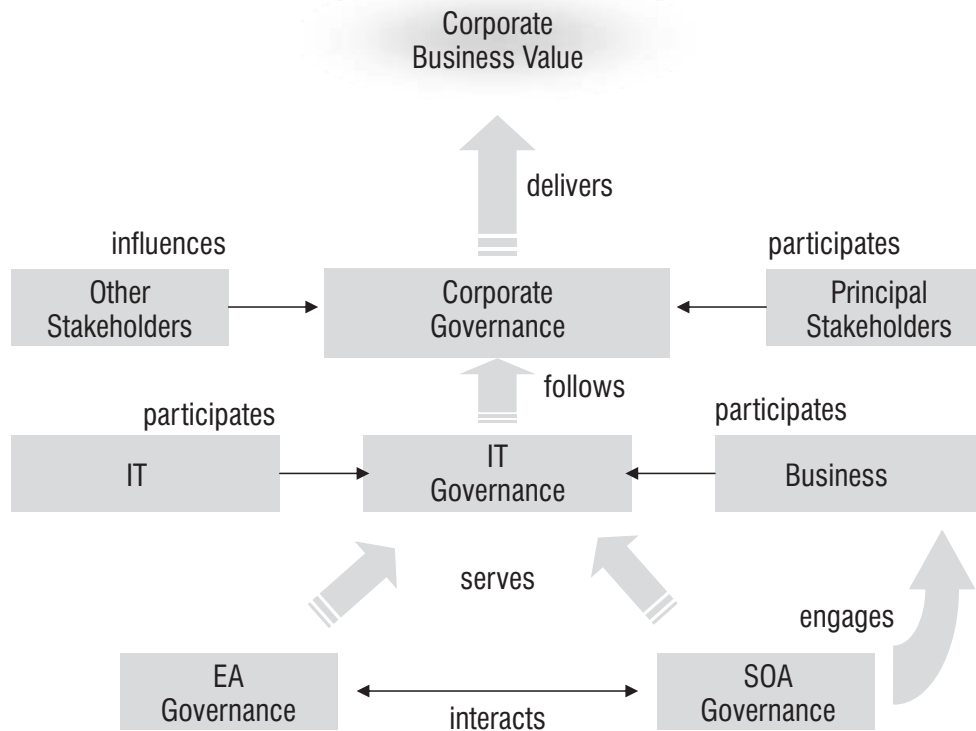 Corporate
Business Value
delivers
influences
participates
Other
Stakeholders
Corporate
Governance
Principal
Stakeholders
follows
participates
participates
IT
IT
Governance
Business
serves
engages
EA
Governance
interacts
SOA
Governance